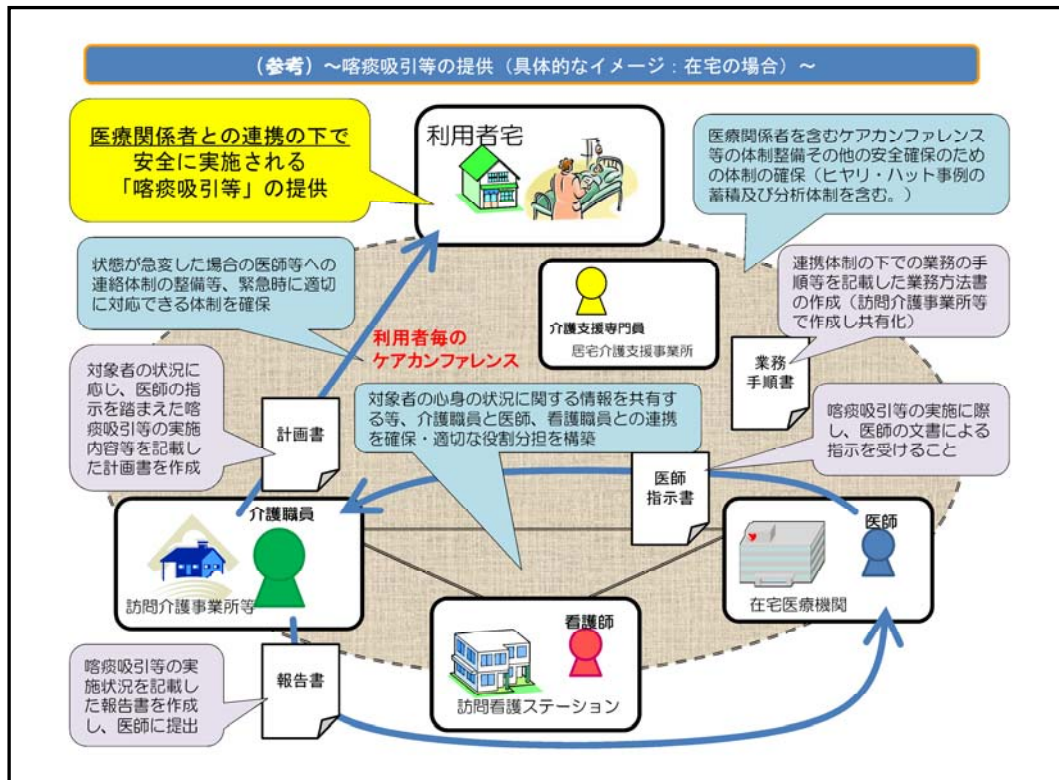 （参考）～喀痰吸引等の提供（具体的なイメージ：在宅の場合）～
医療関係者との連携の下で
安全に実施される
「喀痰吸引等」の提供
利用者宅
医療関係者を含むケアカンファレンス
等の体制整備その他の安全確保のため
の体制の確保（ヒヤリ・ハット事例の
蓄積及び分析体制を含む。）
状態が急変した場合の医師等への
連絡体制の整備等、緊急時に適切
に対応できる体制を確保
利用者毎の
ケアカンファレンス
介護支援専門員
居宅介護支援事業所
連携体制の下での業務の手
順等を記載した業務方法書
の作成（訪問介護事業所等
で作成し共有化）
業務
手順書
対象者の状況に
応じ、医師の指
示を踏まえた喀
痰吸引等の実施
内容等を記載し
た計画書を作成
計画書
対象者の心身の状況に関する情報を共有す
る等、介護職員と医師、看護職員との連携
を確保・適切な役割分担を構築
喀痰吸引等の実施に際
し、医師の文書による
指示を受けること
医師
指示書
介護職員
訪問介護事業所等
医師
在宅医療機関
看護師
訪問看護ステーション
喀痰吸引等の実
施状況を記載し
た報告書を作成
し、医師に提出
報告書